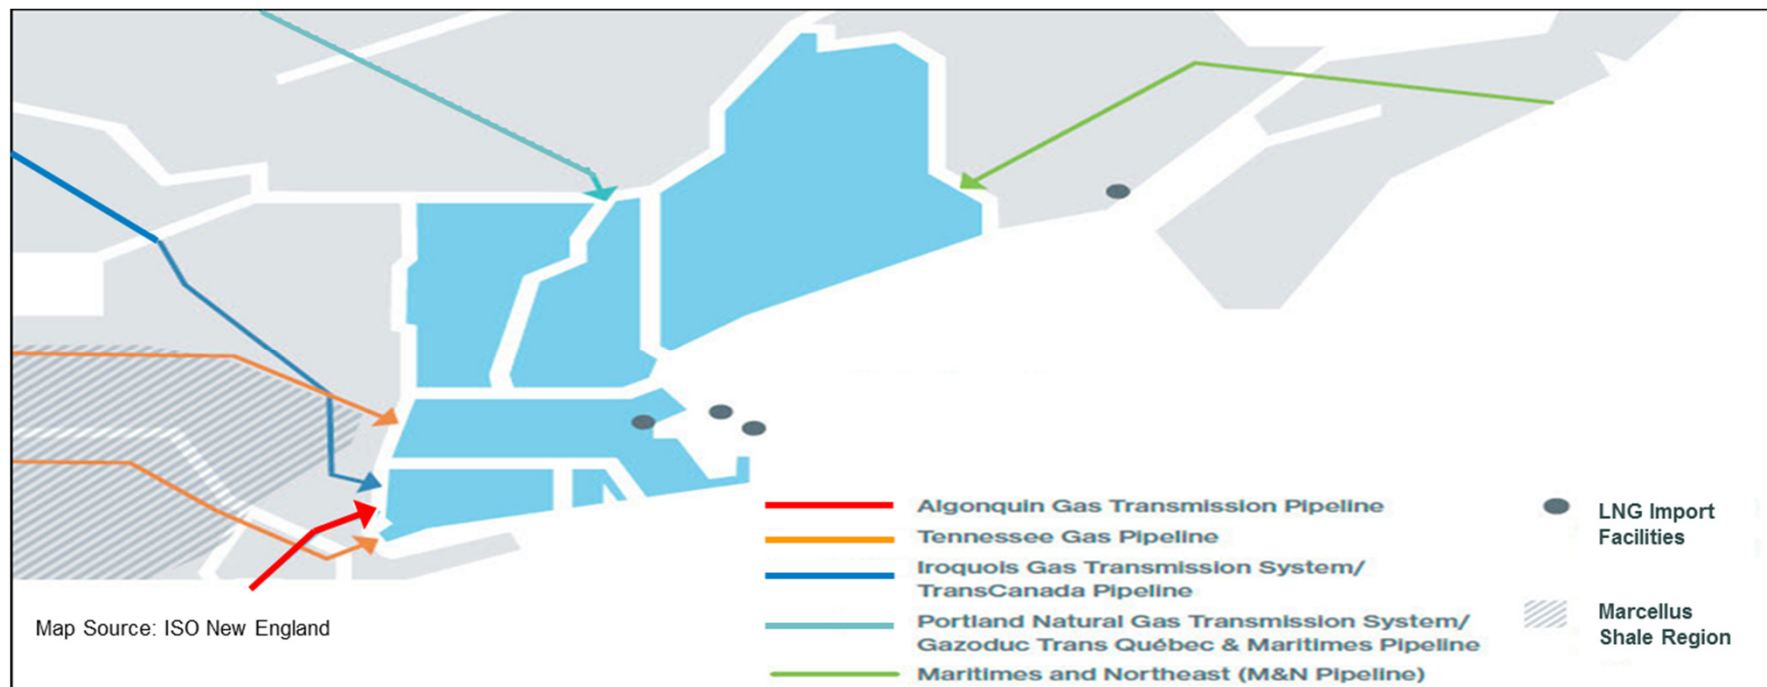 Algonquin Gas Transmission Pipeline
Tennessee Gas Pipeline
Iroquois Gas Transmission System/
TransCanada Pipeline
Portland Natural Gas Transmission System/
Gazoduc Trans Québec & Maritimes Pipeline
Maritimes and Northeast (M&N Pipeline)
LNG Import
Facilities
Marcellus
Shale Region
Map Source: ISO New England